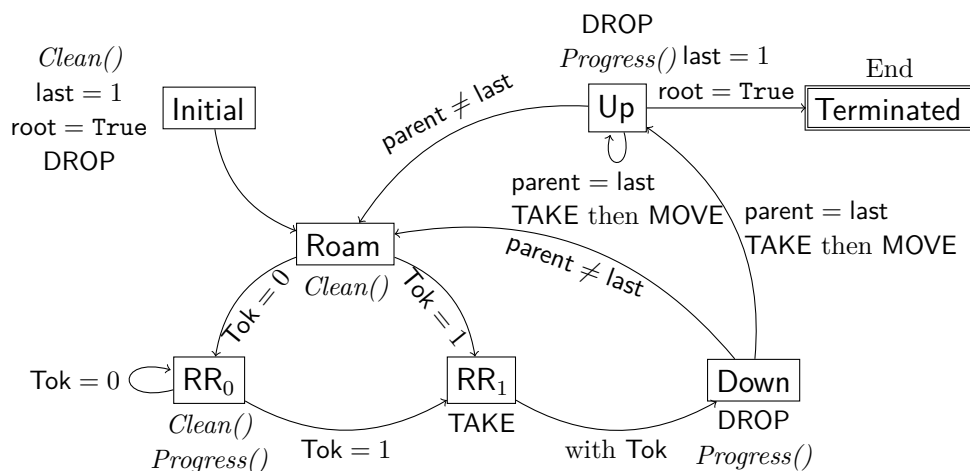 Clean()
last = 1
root = True
DROP
Initial
DROP
Progress()
last = 1
root = True
Up
End
Terminated
parent ≠ last
parent = last
TAKE then MOVE
parent = last
TAKE then MOVE
Roam
Clean()
parent ≠ last
Tok = 0
Tok = 1
Tok = 0
RR₀
Clean()
Progress()
Tok = 1
RR₁
TAKE
with Tok
Down
DROP
Progress()